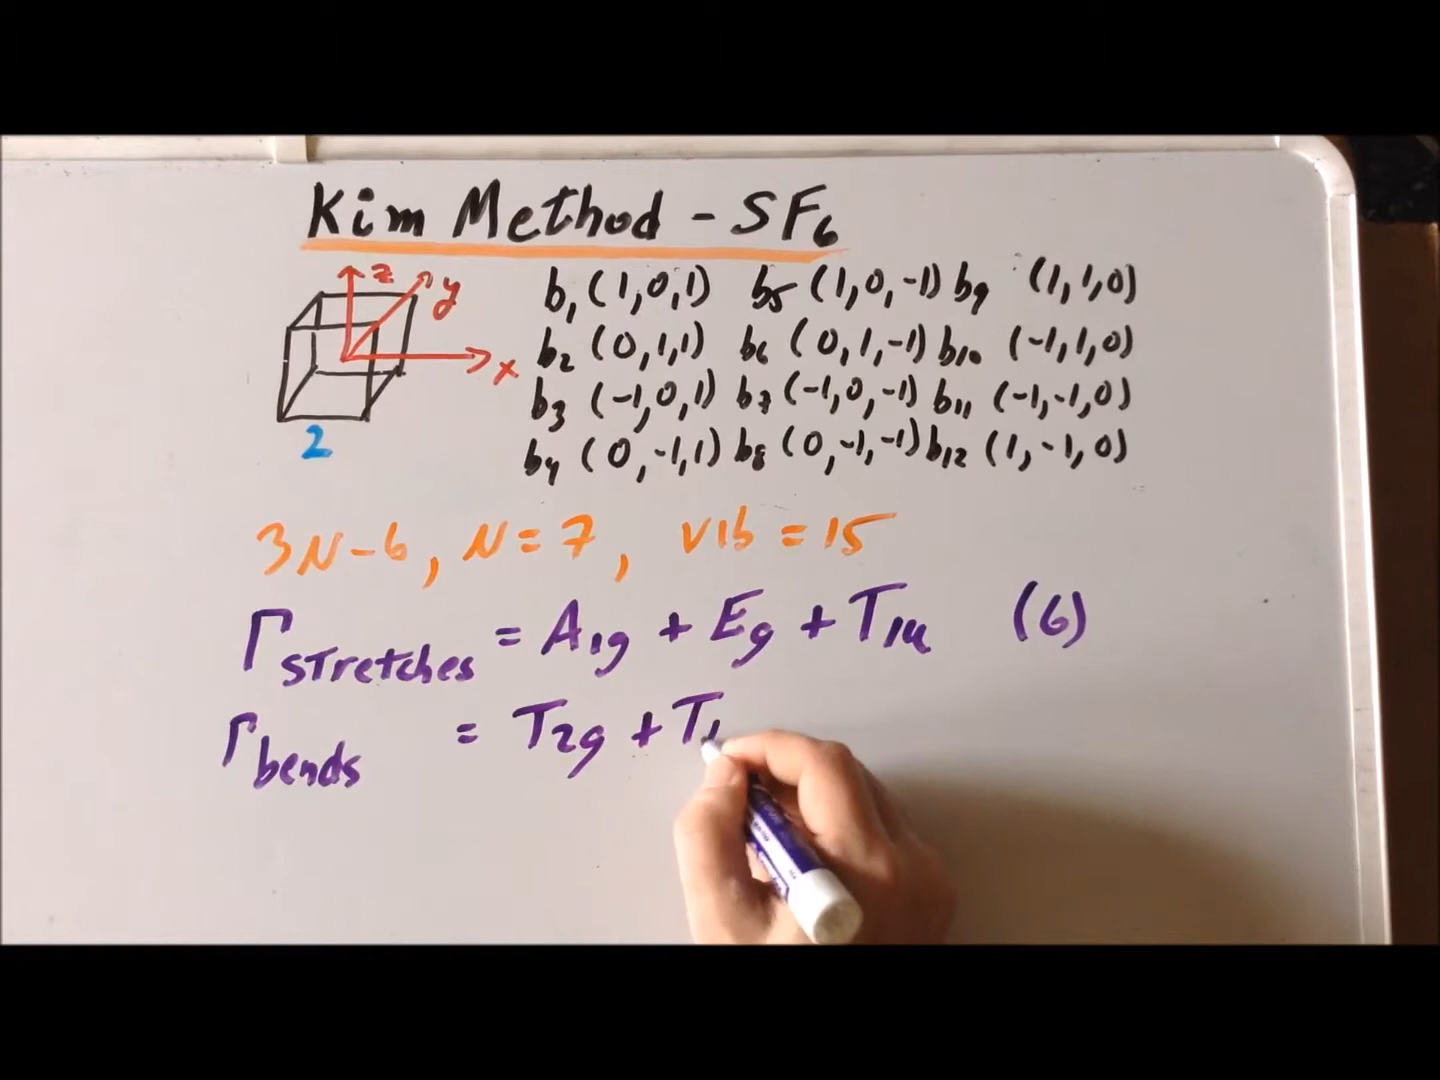 Kim Method - SF₆
z y
x
2
b₁ (1,0,1) b₅ (1,0,-1) b₉ (1,1,0)
b₂ (0,1,1) b₆ (0,1,-1) b₁₀ (-1,1,0)
b₃ (-1,0,1) b₇ (-1,0,-1) b₁₁ (-1,-1,0)
b₄ (0,-1,1) b₈ (0,-1,-1) b₁₂ (1,-1,0)
3N-6, N=7, vib = 15
Γstretches = A₁g + Eg + T₁u (6)
Γbends = T₂g + T₁